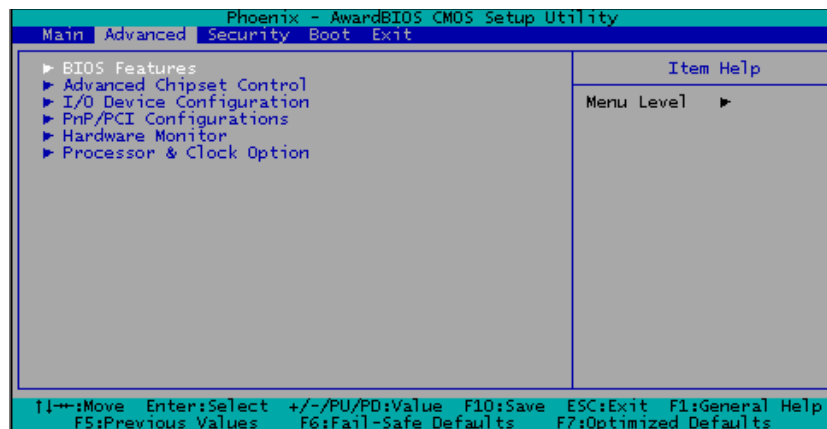 Phoenix - AwardBIOS CMOS Setup Utility
Main Advanced Security Boot Exit
▶ BIOS Features
▶ Advanced Chipset Control
▶ I/O Device Configuration
▶ PnP/PCI Configurations
▶ Hardware Monitor
▶ Processor & Clock Option
Item Help
Menu Level ▶
↑↓→←:Move Enter:Select +/-/PU/PD:Value F10:Save ESC:Exit F1:General Help
F5:Previous Values F6:Fail-Safe Defaults F7:Optimized Defaults